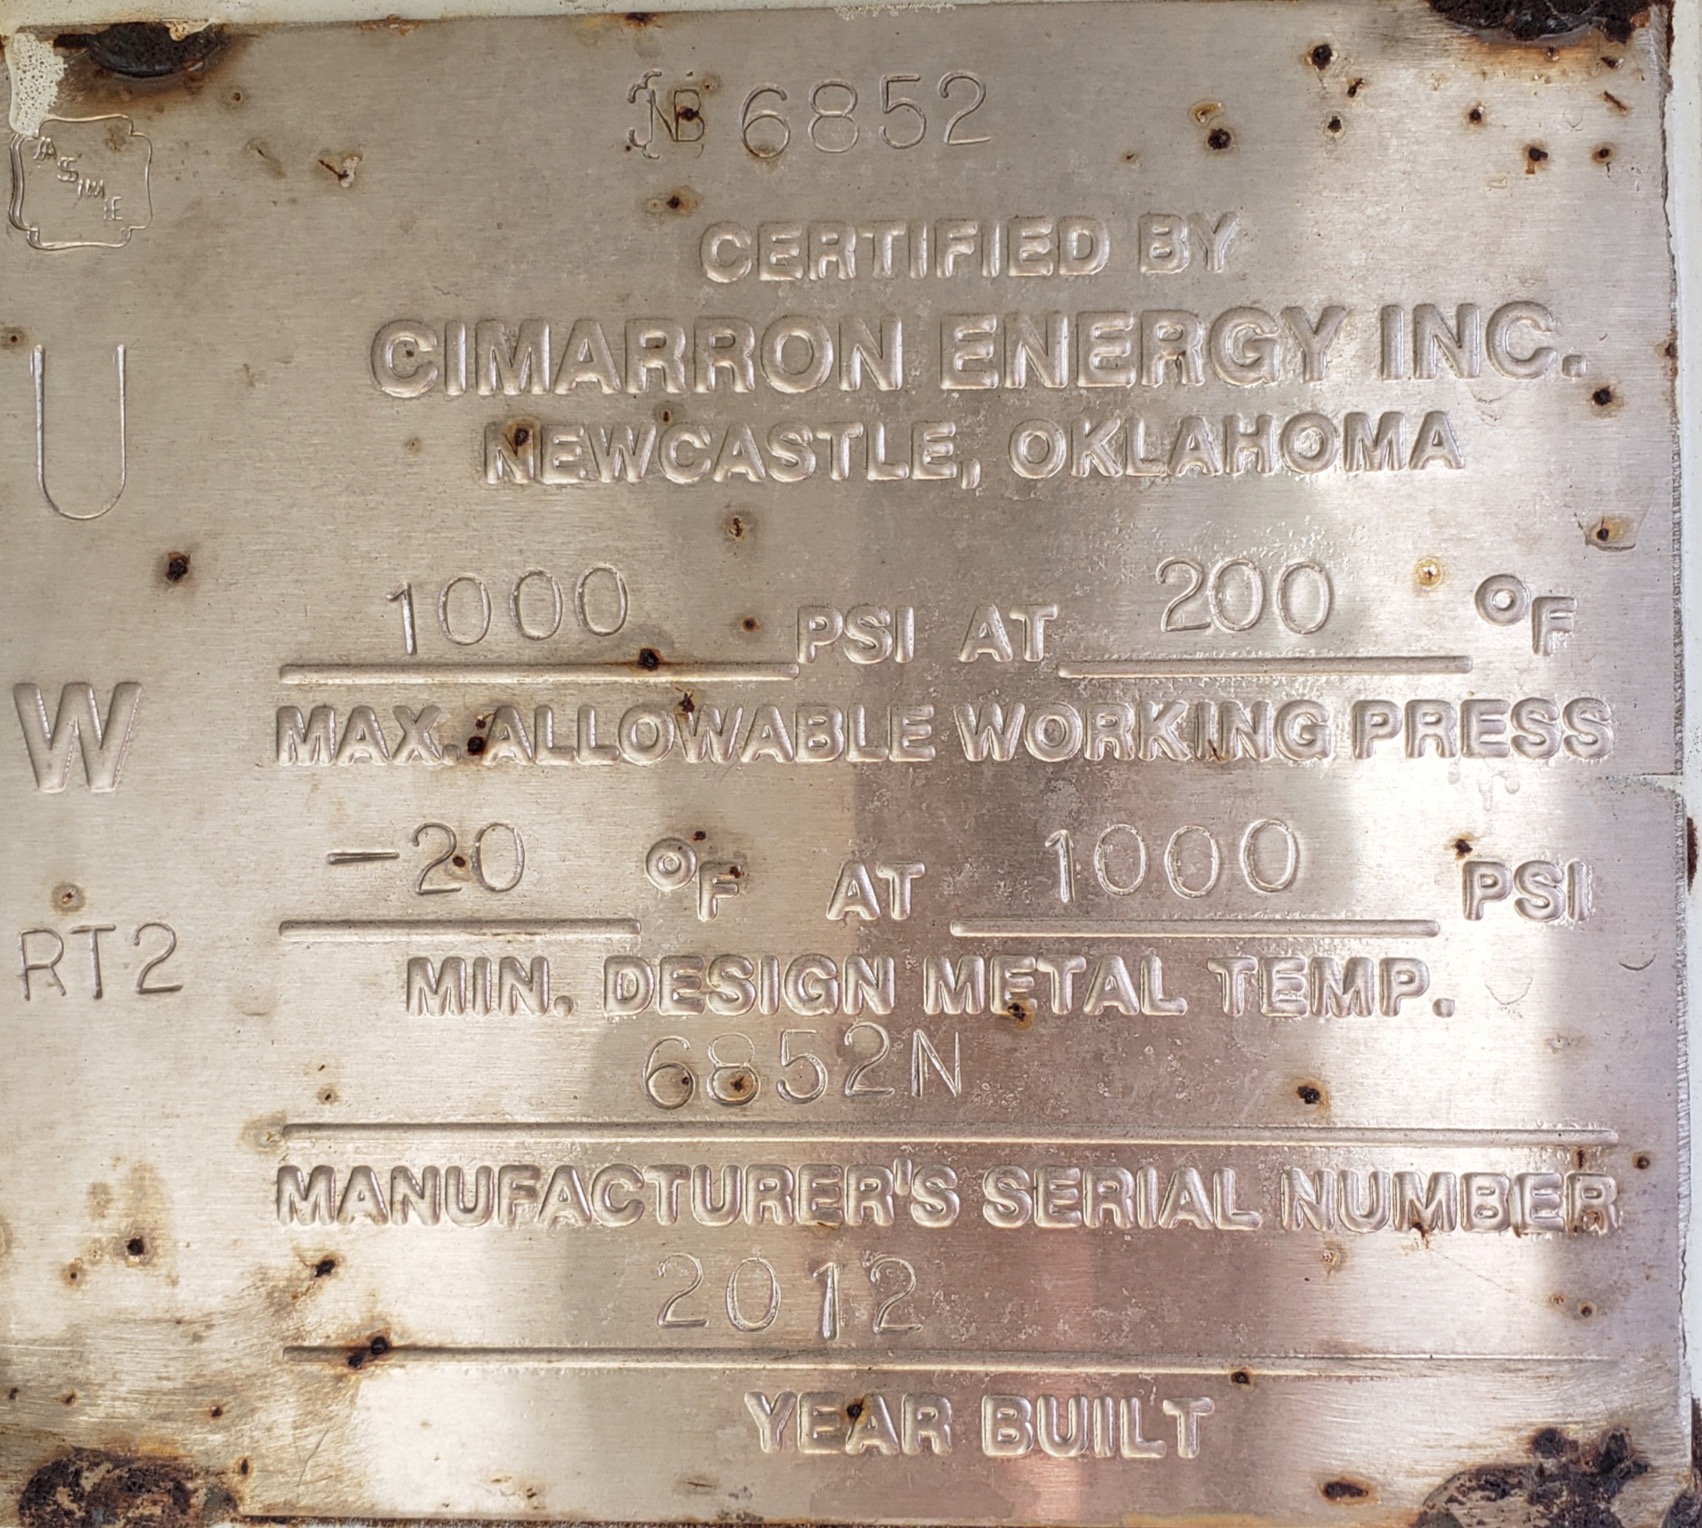 NB 6852
ASME
CERTIFIED BY
CIMARRON ENERGY INC.
U
NEWCASTLE, OKLAHOMA
1000 PSI AT 200 °F
W
MAX. ALLOWABLE WORKING PRESS
-20 °F AT 1000 PSI
RT2
MIN. DESIGN METAL TEMP.
6852N
MANUFACTURER'S SERIAL NUMBER
2012
YEAR BUILT